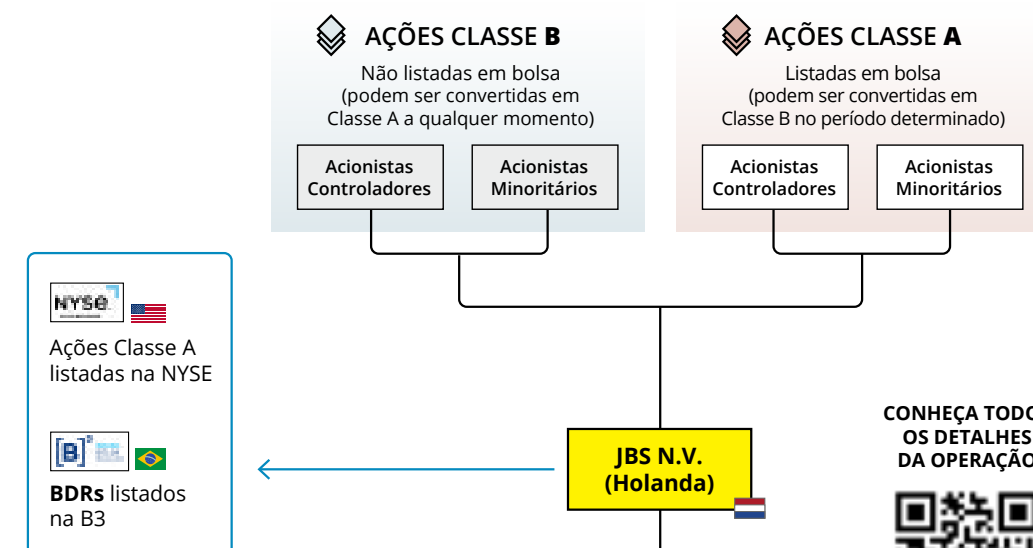 AÇÕES CLASSE B
Não listadas em bolsa
(podem ser convertidas em
Classe A a qualquer momento)
Acionistas
Controladores
Acionistas
Minoritários
AÇÕES CLASSE A
Listadas em bolsa
(podem ser convertidas em
Classe B no período determinado)
Acionistas
Controladores
Acionistas
Minoritários
NYSE
Ações Classe A
listadas na NYSE
[B]³
BDRs listados
na B3
JBS N.V.
(Holanda)
CONHEÇA TODO
OS DETALHES
DA OPERAÇÃO